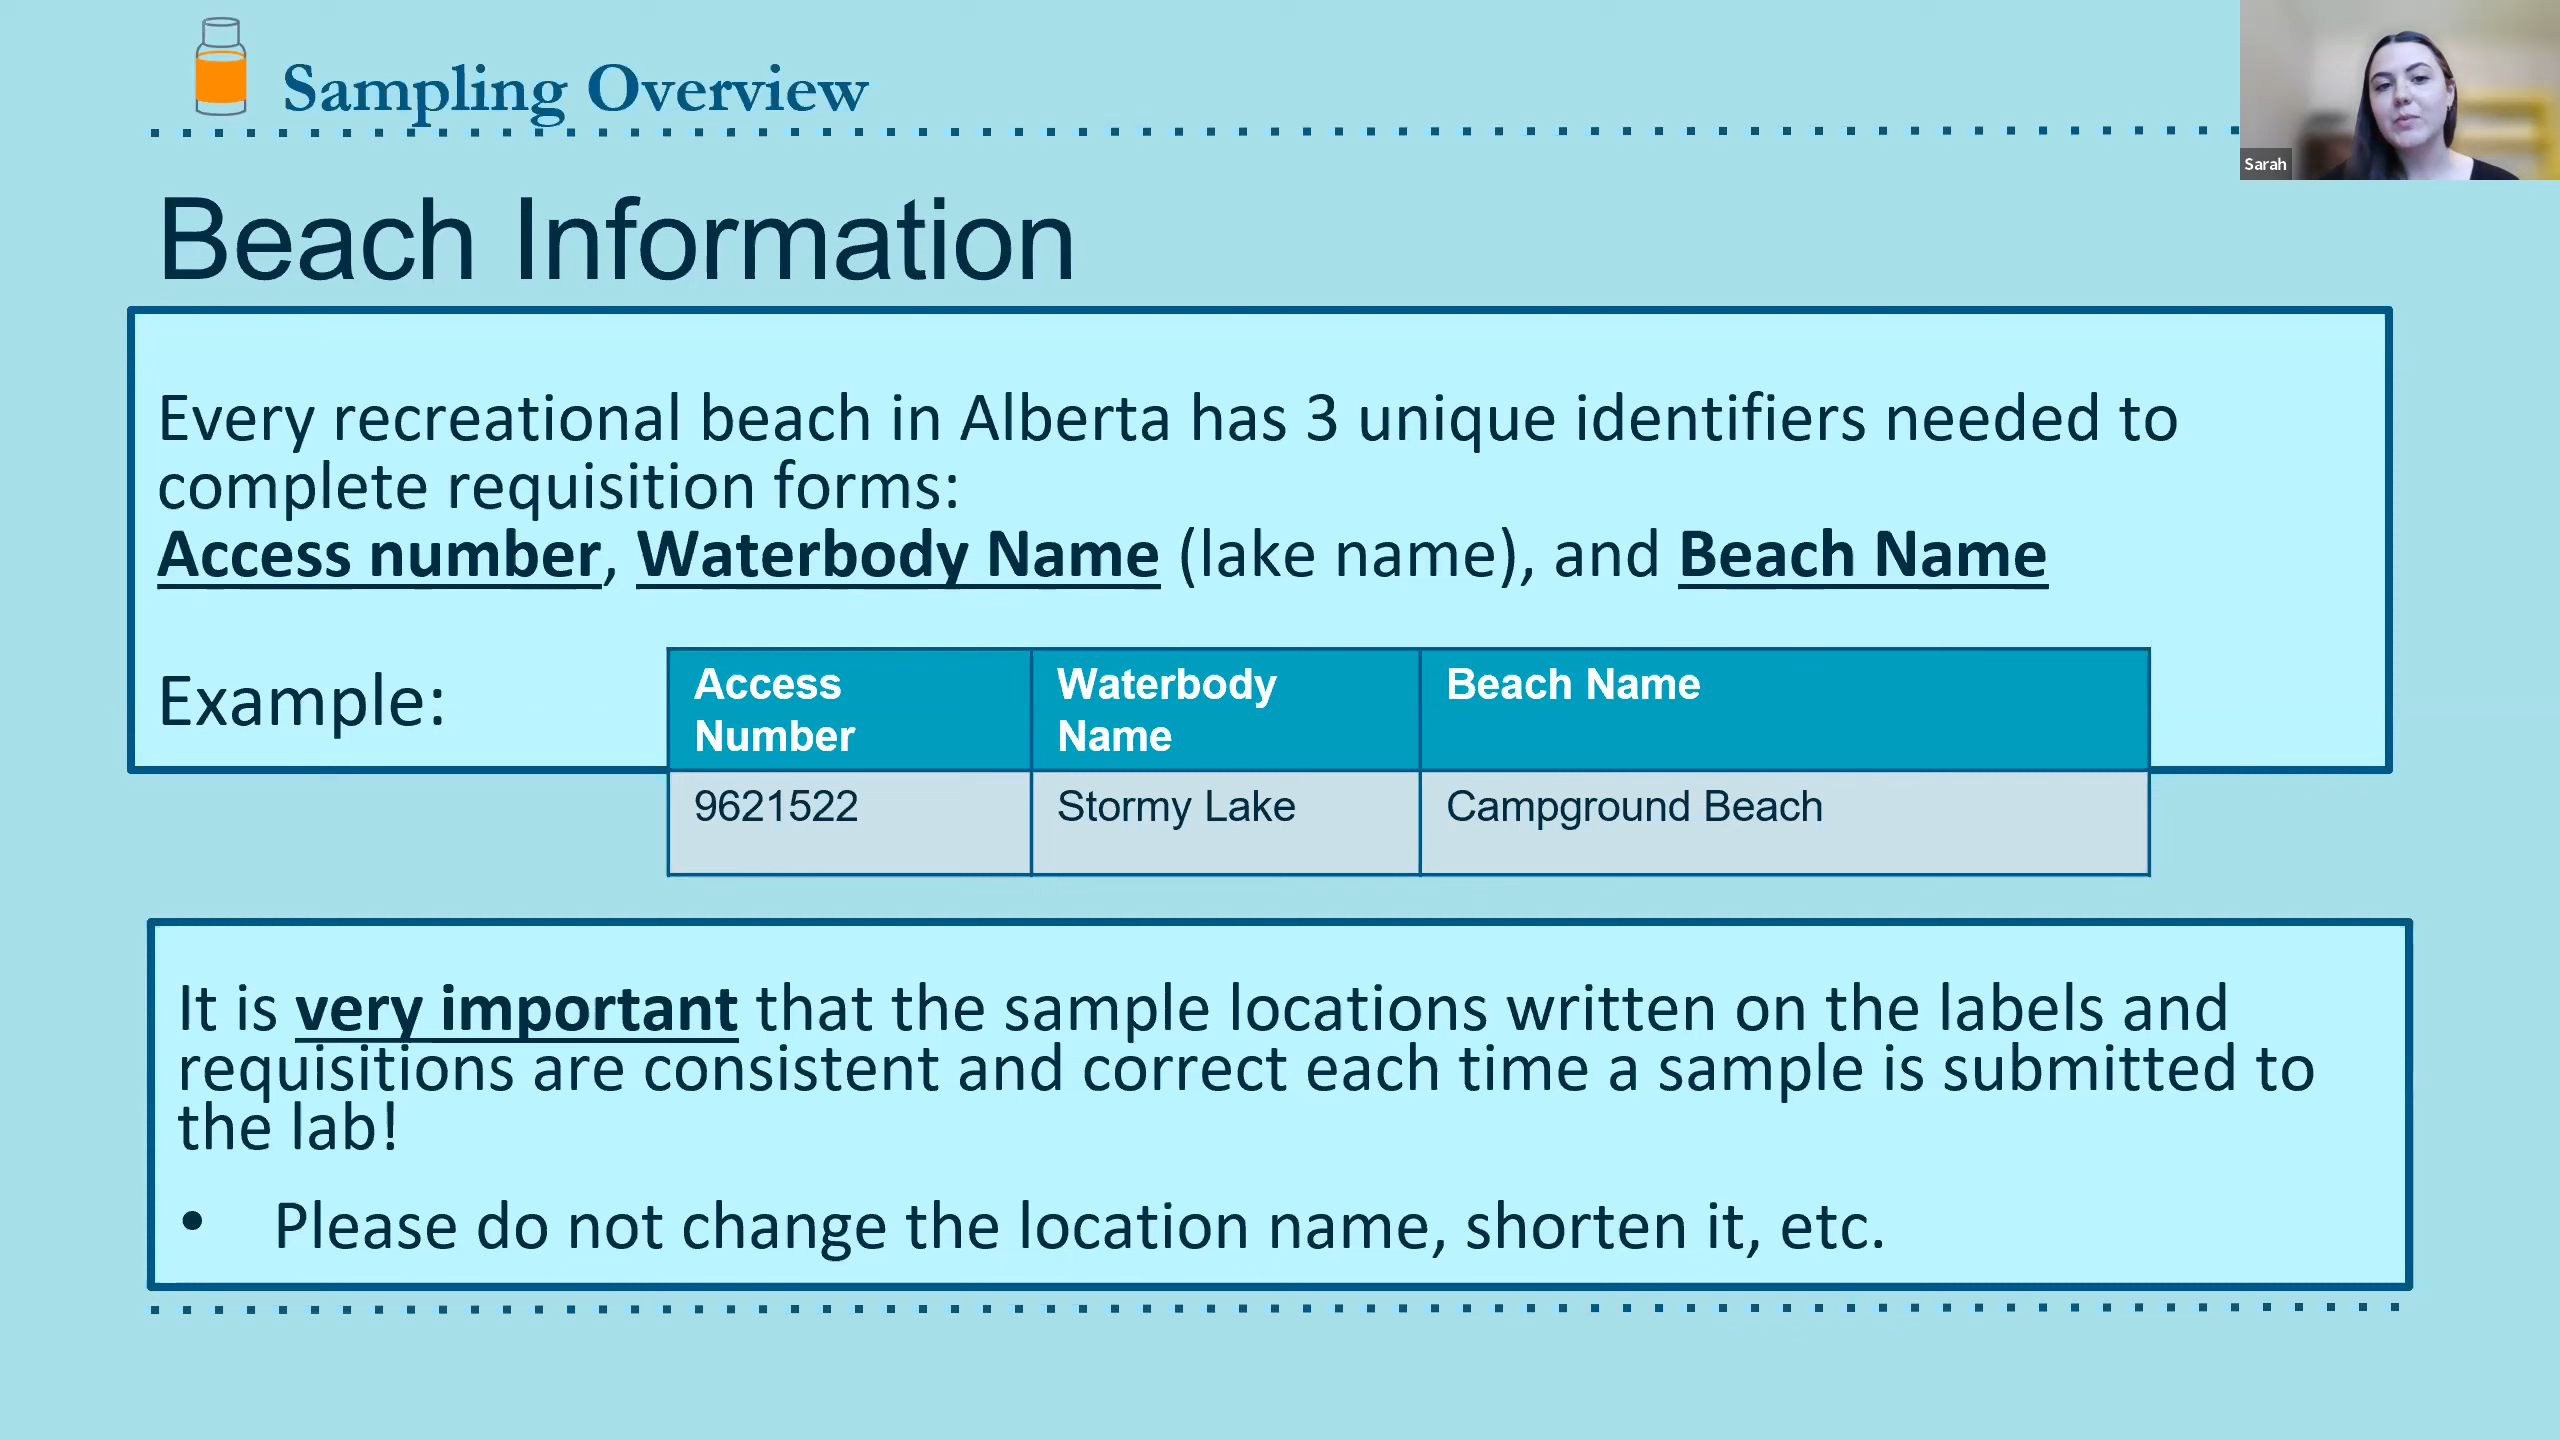 Sampling Overview
Sarah
Beach Information
Every recreational beach in Alberta has 3 unique identifiers needed to
complete requisition forms:
Access number, Waterbody Name (lake name), and Beach Name
Example:
Access Number
Waterbody Name
Beach Name
9621522
Stormy Lake
Campground Beach
It is very important that the sample locations written on the labels and
requisitions are consistent and correct each time a sample is submitted to
the lab!
• Please do not change the location name, shorten it, etc.